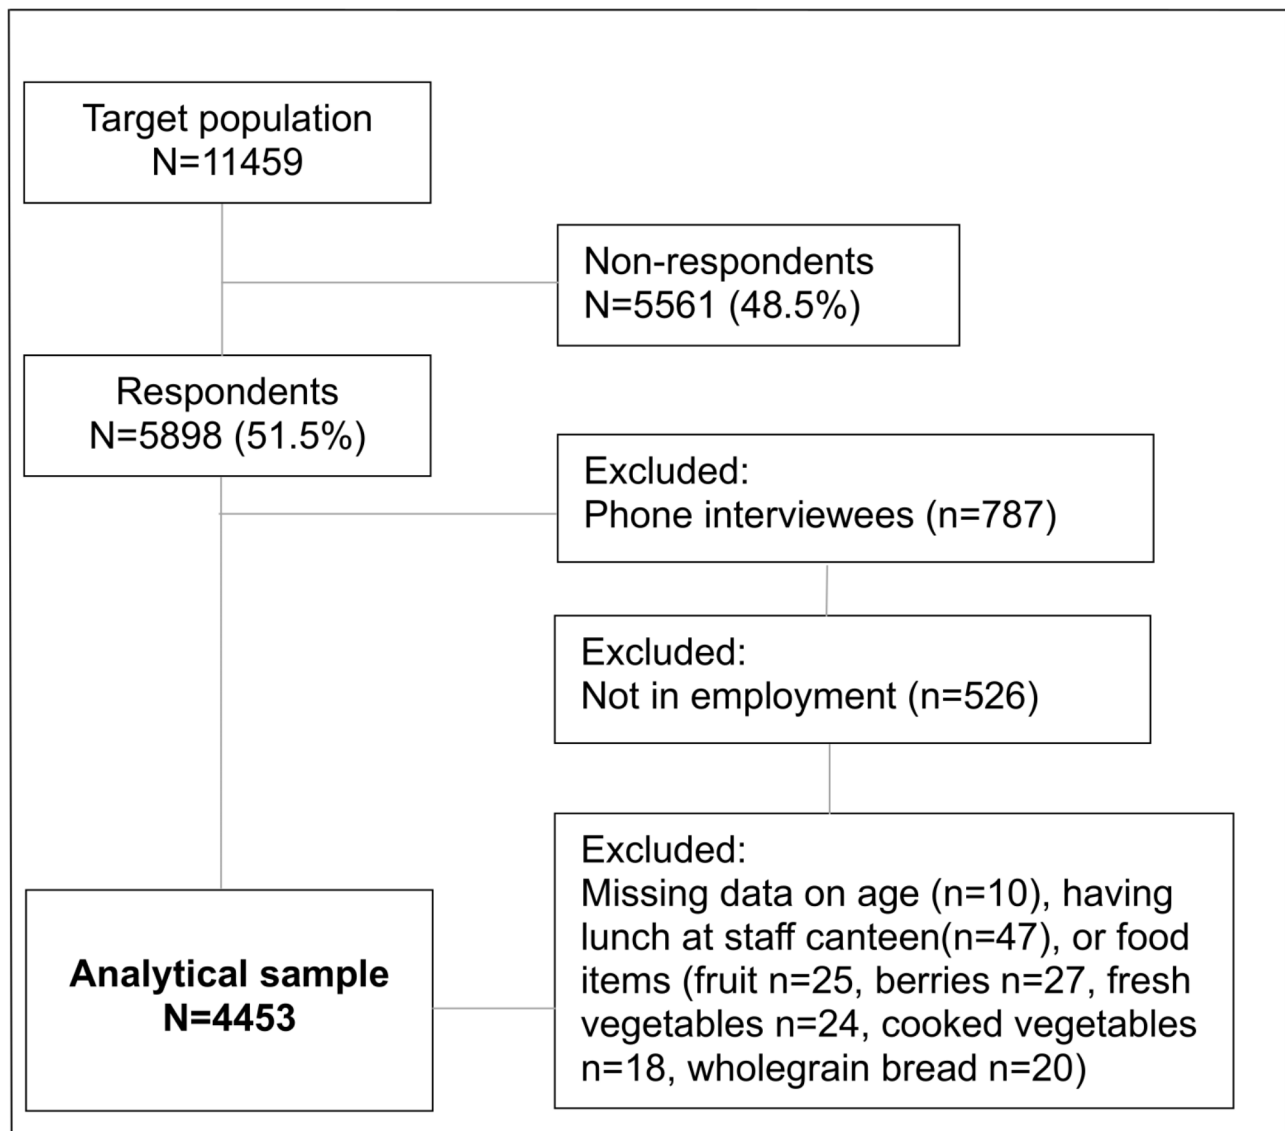 Target population
N=11459
Non-respondents
N=5561 (48.5%)
Respondents
N=5898 (51.5%)
Excluded:
Phone interviewees (n=787)
Excluded:
Not in employment (n=526)
Excluded:
Missing data on age (n=10), having
lunch at staff canteen(n=47), or food
items (fruit n=25, berries n=27, fresh
vegetables n=24, cooked vegetables
n=18, wholegrain bread n=20)
Analytical sample
N=4453